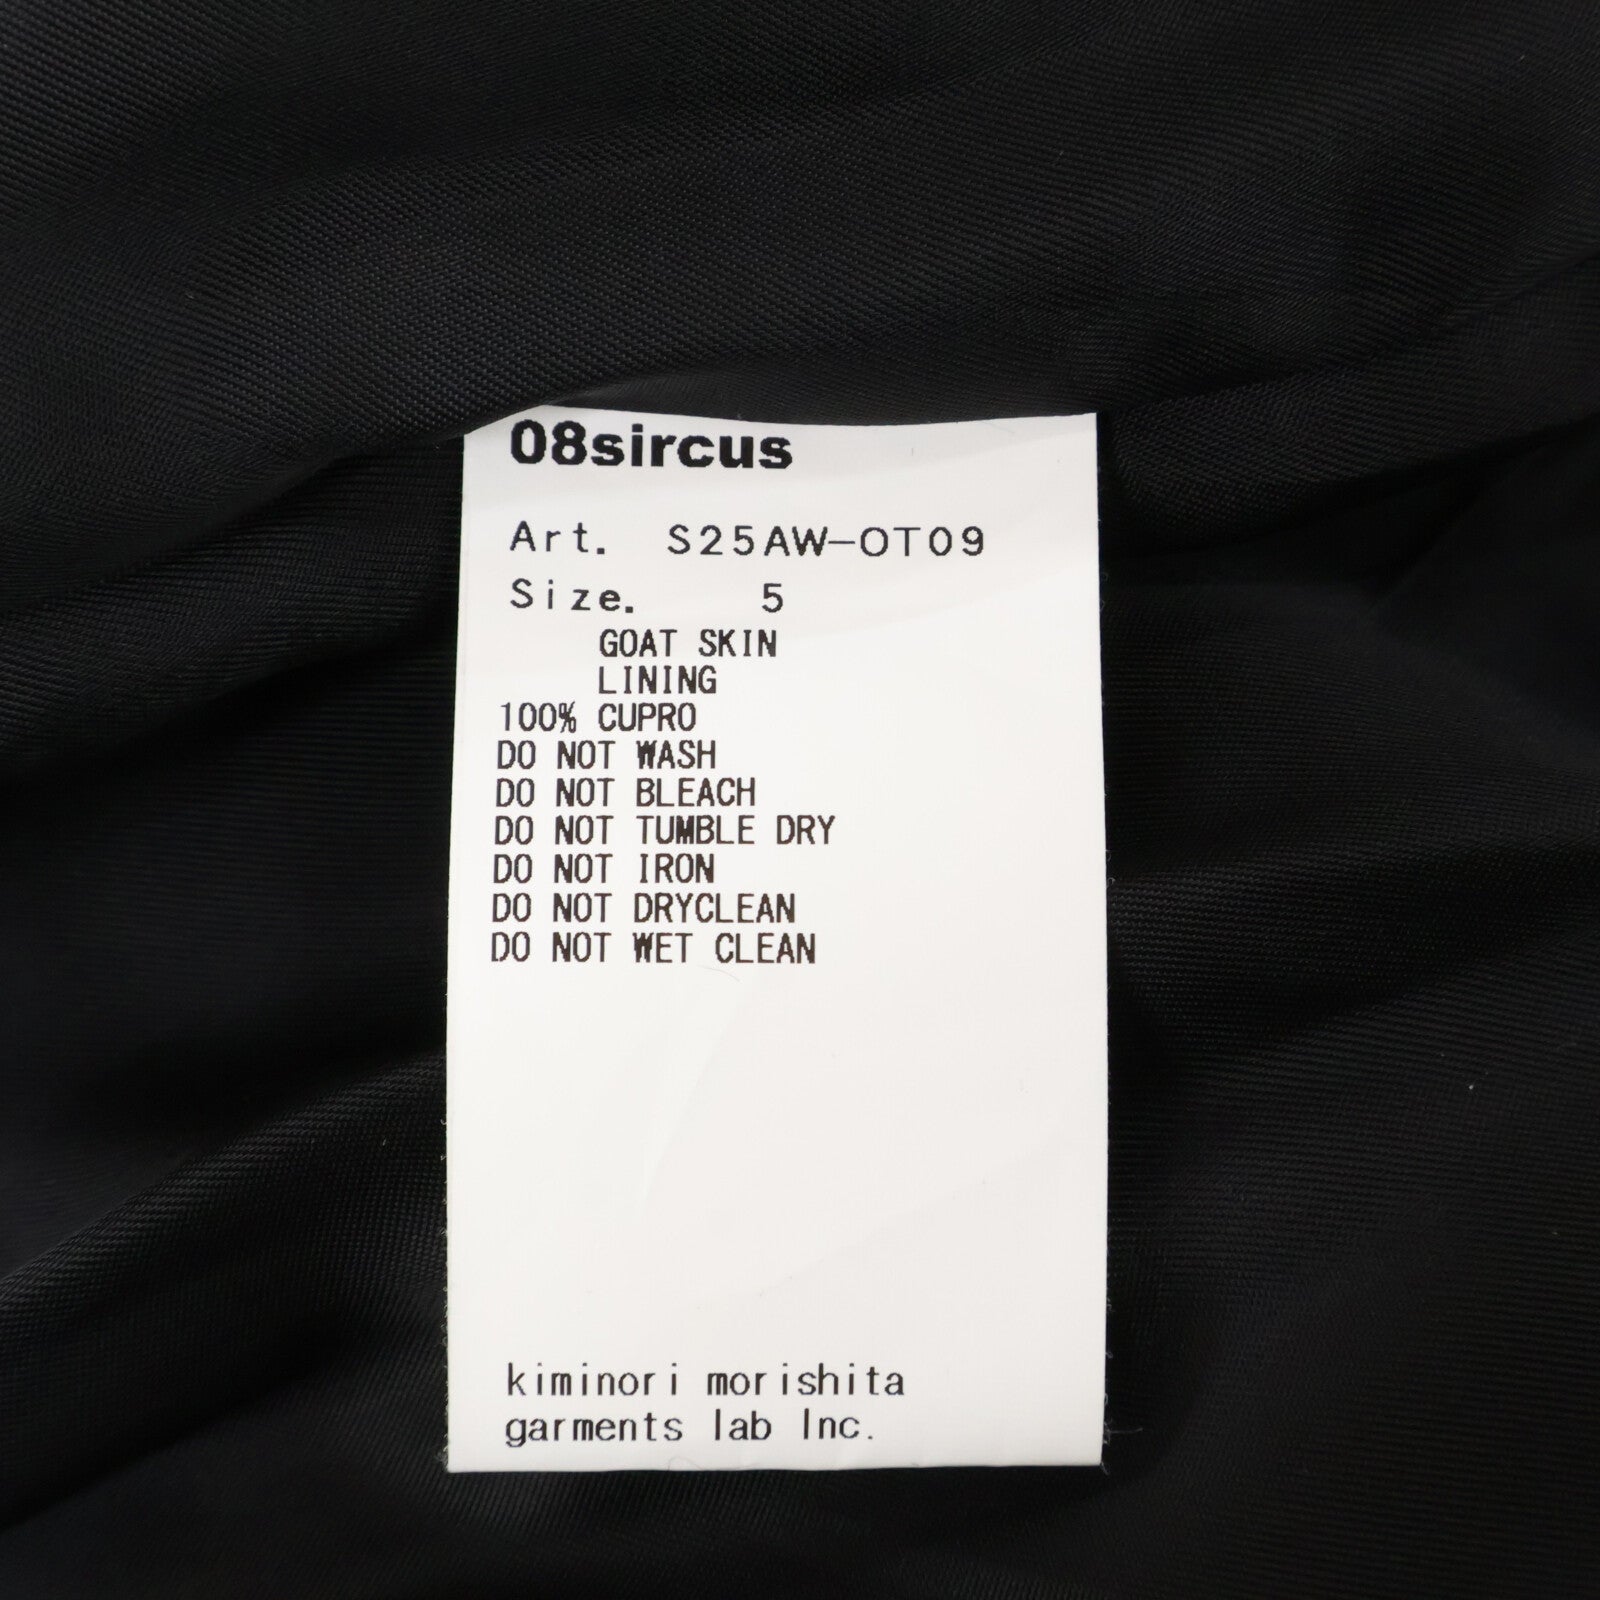 08sircus
Art. S25AW-OT09
Size. 5
GOAT SKIN
LINING
100% CUPRO
DO NOT WASH
DO NOT BLEACH
DO NOT TUMBLE DRY
DO NOT IRON
DO NOT DRYCLEAN
DO NOT WET CLEAN
kiminori morishita
garments lab Inc.